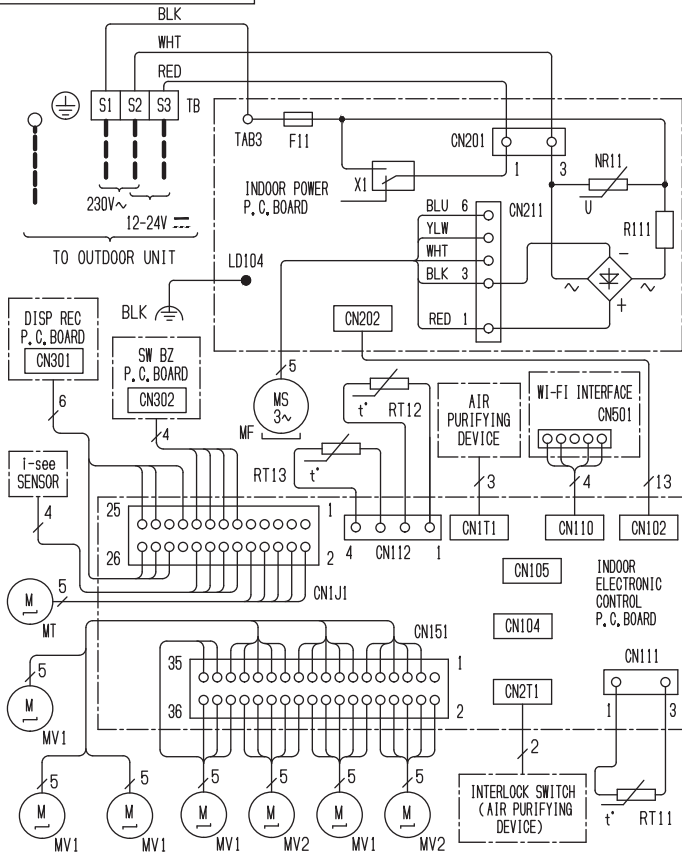 BLK
WHT
RED
S1 S2 S3 TB
TAB3
F11
CN201
1 3
NR11
U
X1
INDOOR POWER
P.C.BOARD
R111
230V~
12-24V ⎓
TO OUTDOOR UNIT
BLU 6
CN211
YLW
WHT
BLK 3
RED 1
−
~ ~
+
LD104
BLK
CN202
DISP REC
P.C.BOARD
CN301
6
SW BZ
P.C.BOARD
CN302
4
5
MS
3~
MF
t°
RT12
RT13
t°
AIR
PURIFYING
DEVICE
3
WI-FI INTERFACE
CN501
4
13
i-see
SENSOR
4
25 1
26 2
CN1J1
4 CN112 1
CN1T1
CN110
CN102
CN105
INDOOR
ELECTRONIC
CONTROL
P.C.BOARD
CN104
M
5
MT
CN151
35 1
36 2
CN111
1 3
CN2T1
2
5
M
MV1
5
M
MV1
5
M
MV1
5
M
MV1
5
M
MV2
5
M
MV1
5
M
MV2
INTERLOCK SWITCH
(AIR PURIFYING
DEVICE)
t°
RT11